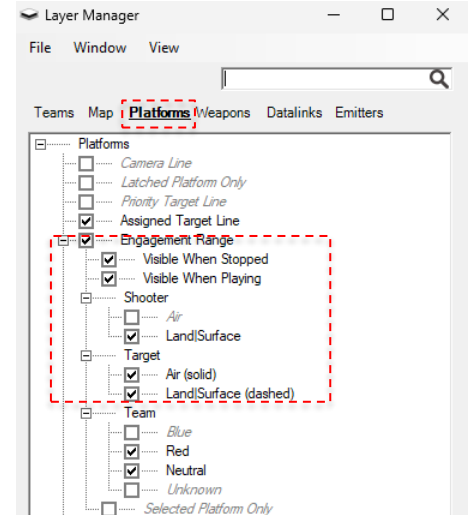 Layer Manager
File Window View
Teams Map Platforms Weapons Datalinks Emitters
Platforms
Camera Line
Latched Platform Only
Priority Target Line
Assigned Target Line
Engagement Range
Visible When Stopped
Visible When Playing
Shooter
Air
Land|Surface
Target
Air (solid)
Land|Surface (dashed)
Team
Blue
Red
Neutral
Unknown
Selected Platform Only